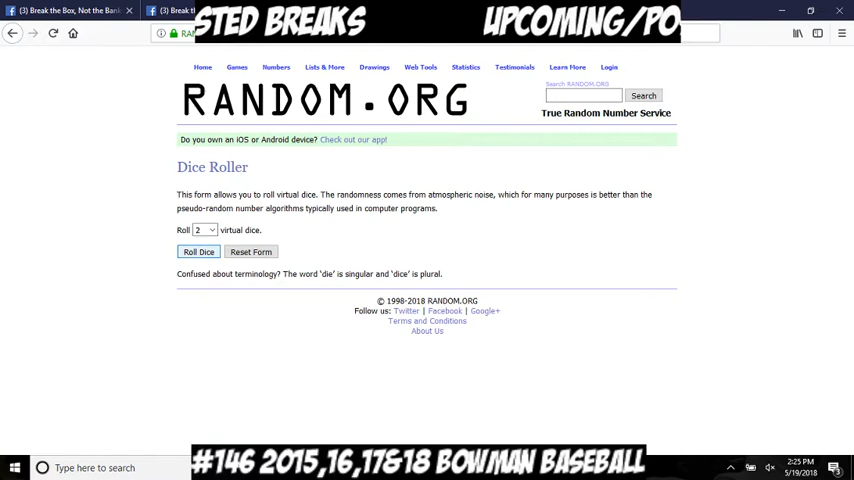 (3) Break the Box, Not the Bank
(3) Break th
STED BREAKS UPCOMING/PO
Home Games Numbers Lists & More Drawings Web Tools Statistics Testimonials Learn More Login
RANDOM.ORG
Search RANDOM.ORG
Search
True Random Number Service
Do you own an iOS or Android device? Check out our app!
Dice Roller
This form allows you to roll virtual dice. The randomness comes from atmospheric noise, which for many purposes is better than the
pseudo-random number algorithms typically used in computer programs.
Roll 2 virtual dice.
Roll Dice Reset Form
Confused about terminology? The word ‘die’ is singular and ‘dice’ is plural.
© 1998-2018 RANDOM.ORG
Follow us: Twitter | Facebook | Google+
Terms and Conditions
About Us
#146 2015,16,17&18 BOWMAN BASEBALL
Type here to search
2:25 PM
5/19/2018
3